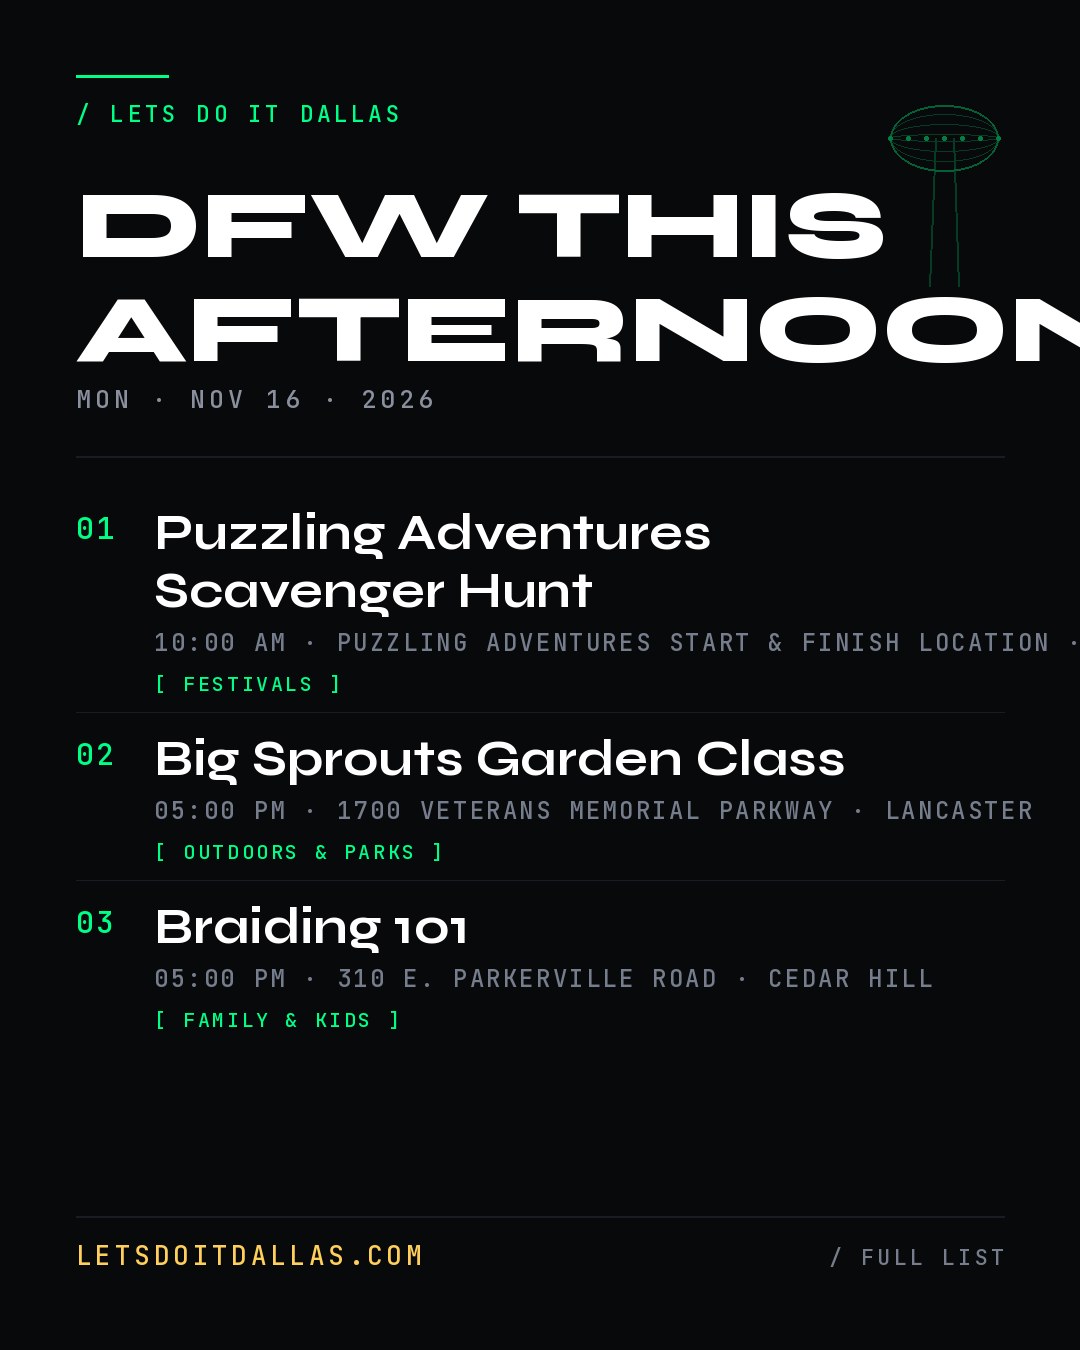 / LETS DO IT DALLAS
DFW THIS
AFTERNOON
MON · NOV 16 · 2026
01
Puzzling Adventures
Scavenger Hunt
10:00 AM · PUZZLING ADVENTURES START & FINISH LOCATION ·
[ FESTIVALS ]
02
Big Sprouts Garden Class
05:00 PM · 1700 VETERANS MEMORIAL PARKWAY · LANCASTER
[ OUTDOORS & PARKS ]
03
Braiding 101
05:00 PM · 310 E. PARKERVILLE ROAD · CEDAR HILL
[ FAMILY & KIDS ]
LETSDOITDALLAS.COM
/ FULL LIST